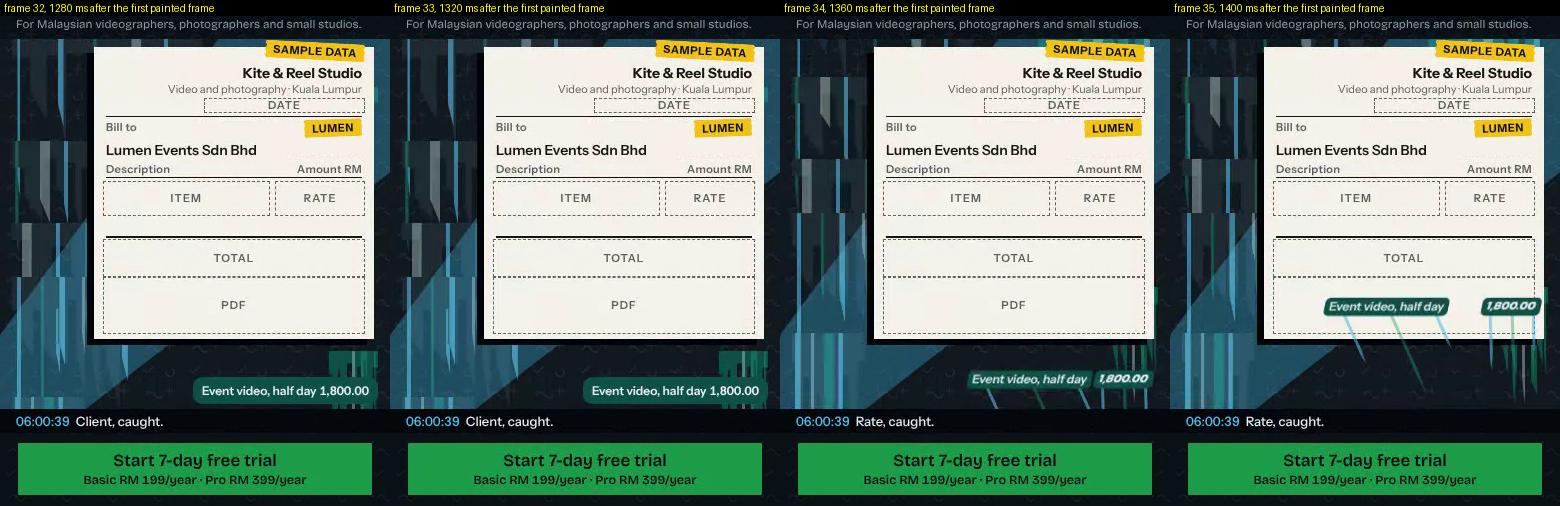 frame 32, 1280 ms after the first painted frame
For Malaysian videographers, photographers and small studios.
SAMPLE DATA
Kite & Reel Studio
Video and photography · Kuala Lumpur
DATE
Bill to
LUMEN
Lumen Events Sdn Bhd
Description Amount RM
ITEM RATE
TOTAL
PDF
Event video, half day 1,800.00
06:00:39 Client, caught.
Start 7-day free trial
Basic RM 199/year · Pro RM 399/year
frame 33, 1320 ms after the first painted frame
For Malaysian videographers, photographers and small studios.
SAMPLE DATA
Kite & Reel Studio
Video and photography · Kuala Lumpur
DATE
Bill to
LUMEN
Lumen Events Sdn Bhd
Description Amount RM
ITEM RATE
TOTAL
PDF
Event video, half day 1,800.00
06:00:39 Client, caught.
Start 7-day free trial
Basic RM 199/year · Pro RM 399/year
frame 34, 1360 ms after the first painted frame
For Malaysian videographers, photographers and small studios.
SAMPLE DATA
Kite & Reel Studio
Video and photography · Kuala Lumpur
DATE
Bill to
LUMEN
Lumen Events Sdn Bhd
Description Amount RM
ITEM RATE
TOTAL
PDF
Event video, half day 1,800.00
06:00:39 Rate, caught.
Start 7-day free trial
Basic RM 199/year · Pro RM 399/year
frame 35, 1400 ms after the first painted frame
For Malaysian videographers, photographers and small studios.
SAMPLE DATA
Kite & Reel Studio
Video and photography · Kuala Lumpur
DATE
Bill to
LUMEN
Lumen Events Sdn Bhd
Description Amount RM
ITEM RATE
TOTAL
Event video, half day 1,800.00
06:00:39 Rate, caught.
Start 7-day free trial
Basic RM 199/year · Pro RM 399/year